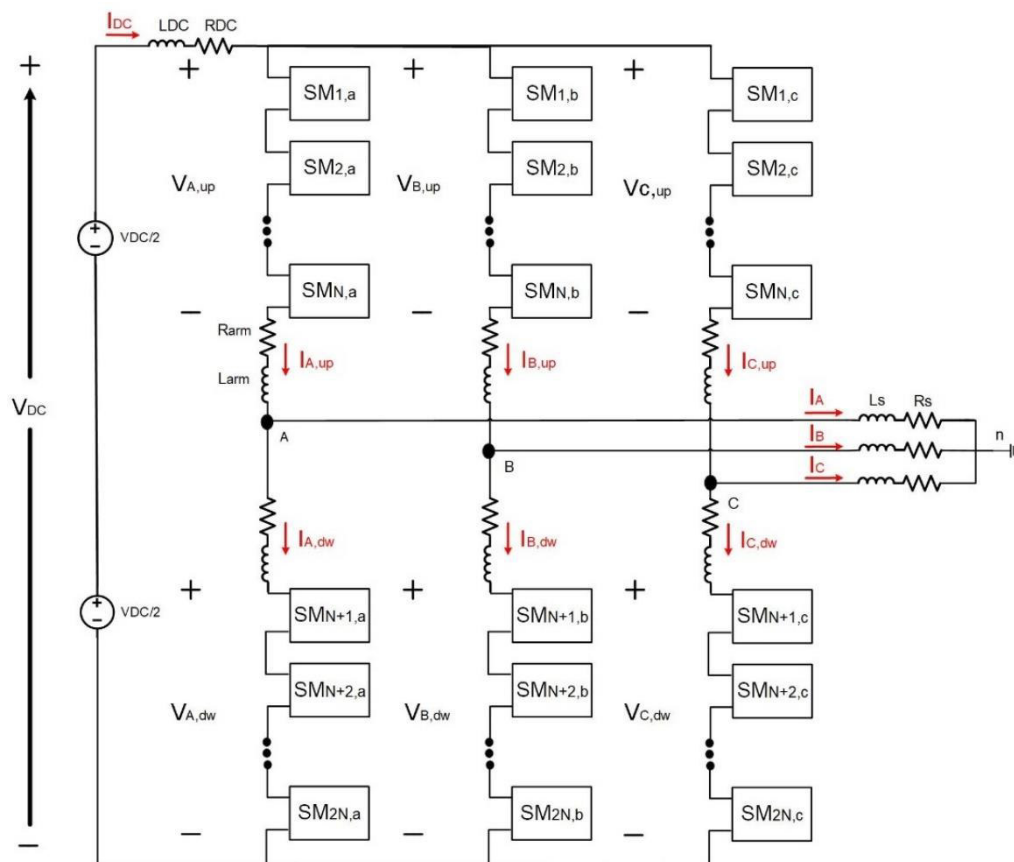 IDC LDC RDC
+ + + +
SM1,a SM1,b SM1,c
SM2,a SM2,b SM2,c
VA,up VB,up VC,up
+
− VDC/2
SMN,a SMN,b SMN,c
− − −
Rarm IA,up IB,up IC,up
Larm
VDC
IA Ls Rs
A
IB n
B
IC
C
IA,dw IB,dw IC,dw
+ + +
+
− VDC/2
SMN+1,a SMN+1,b SMN+1,c
SMN+2,a SMN+2,b SMN+2,c
VA,dw VB,dw VC,dw
SM2N,a SM2N,b SM2N,c
− − − −